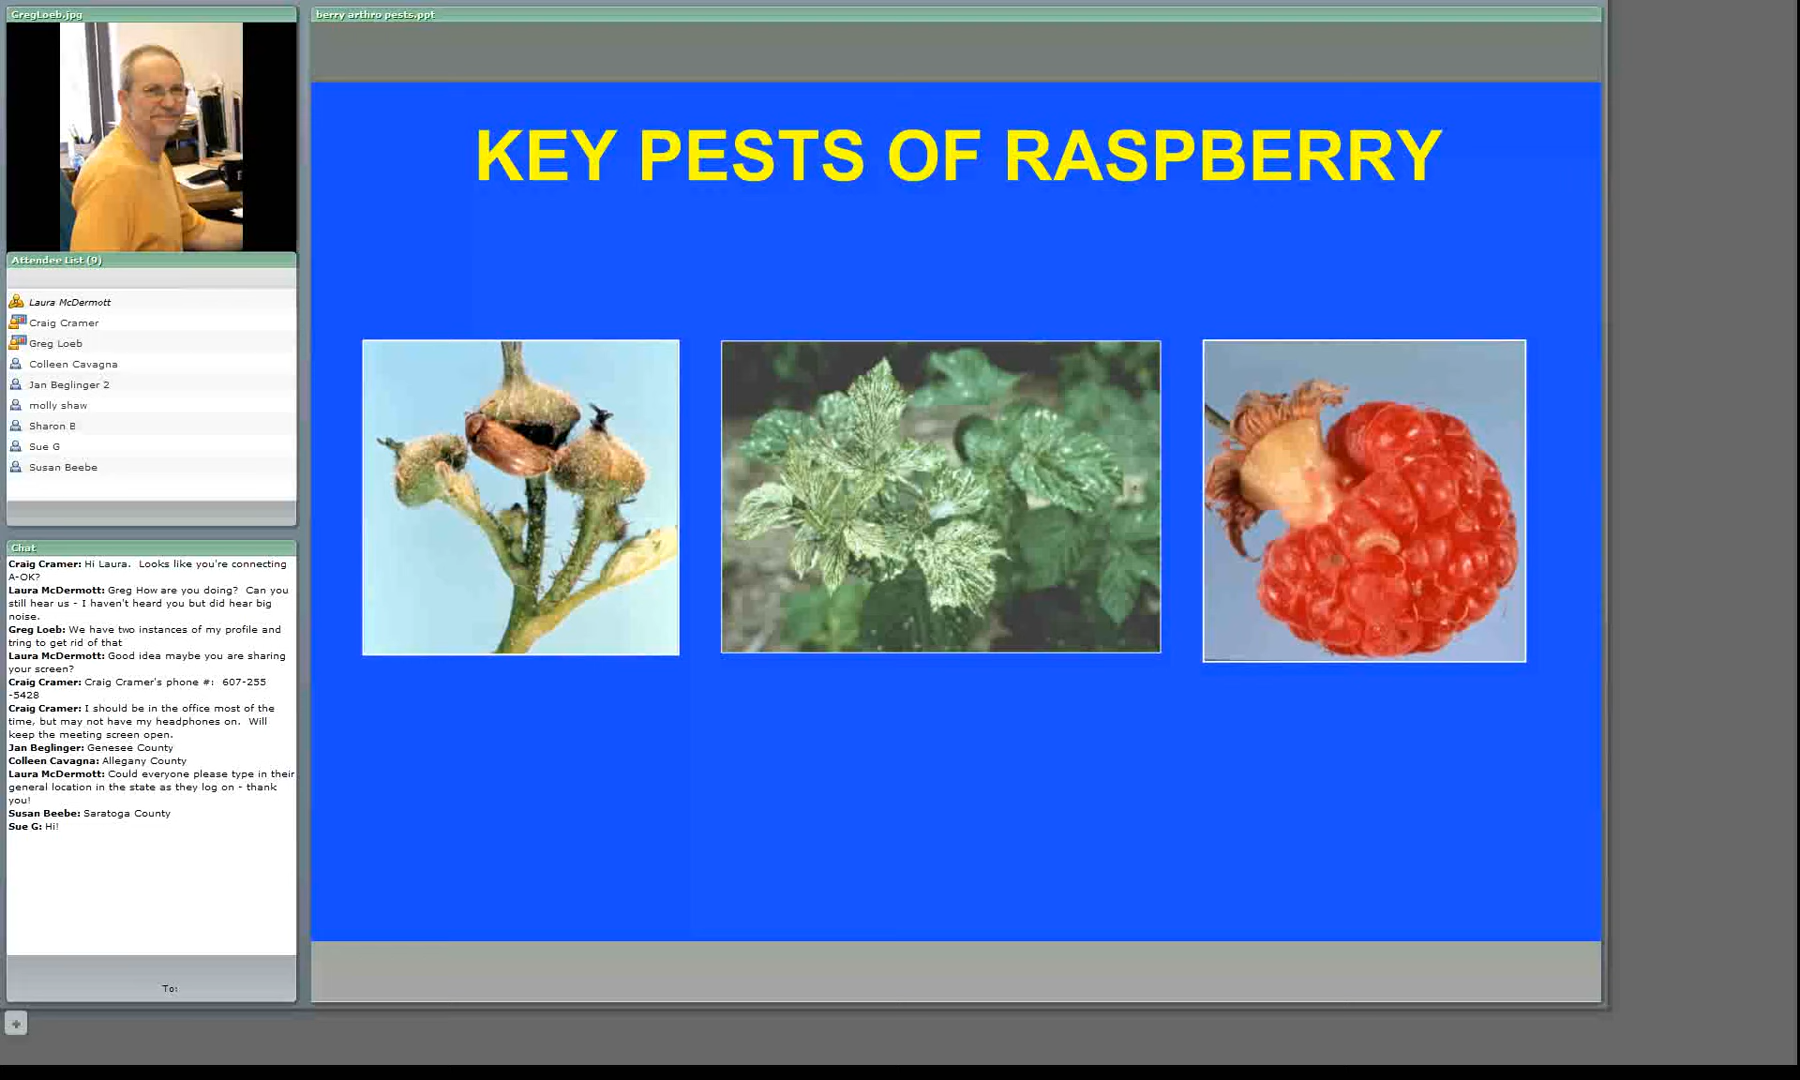 GregLoeb.jpg
berry arthro pests.ppt
KEY PESTS OF RASPBERRY
Attendee List (9)
Laura McDermott
Craig Cramer
Greg Loeb
Colleen Cavagna
Jan Beglinger 2
molly shaw
Sharon B
Sue G
Susan Beebe
Chat
Craig Cramer: Hi Laura. Looks like you're connecting
A-OK?
Laura McDermott: Greg How are you doing? Can you
still hear us - I haven't heard you but did hear big
noise.
Greg Loeb: We have two instances of my profile and
tring to get rid of that
Laura McDermott: Good idea maybe you are sharing
your screen?
Craig Cramer: Craig Cramer's phone #: 607-255
-5428
Craig Cramer: I should be in the office most of the
time, but may not have my headphones on. Will
keep the meeting screen open.
Jan Beglinger: Genesee County
Colleen Cavagna: Allegany County
Laura McDermott: Could everyone please type in their
general location in the state as they log on - thank
you!
Susan Beebe: Saratoga County
Sue G: Hi!
To: